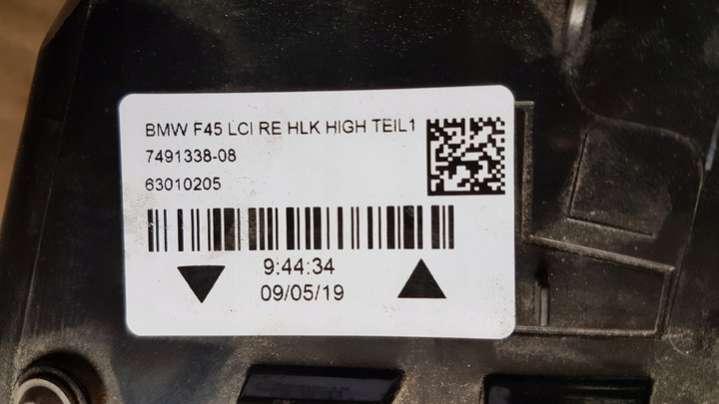 BMW F45 LCI RE HLK HIGH TEIL1
7491338-08
63010205
9:44:34
09/05/19